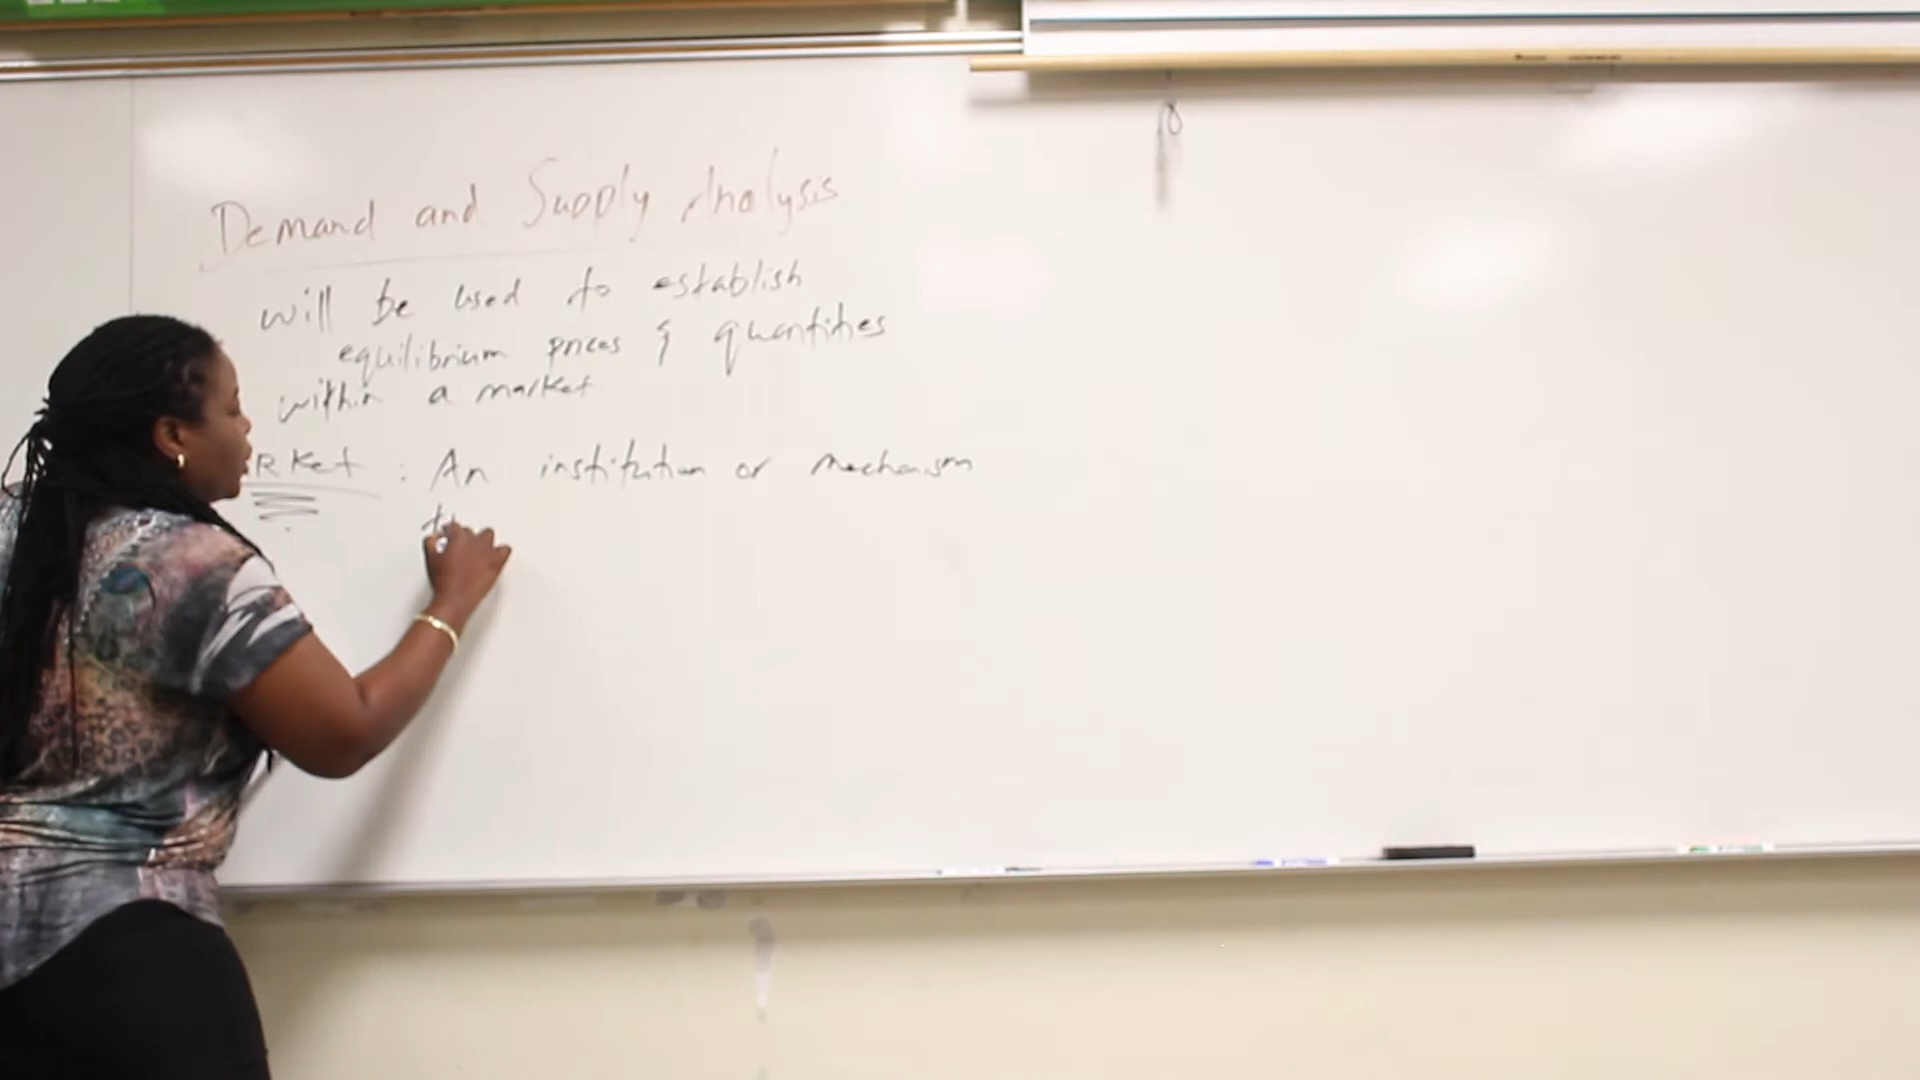 Demand and Supply Analysis
will be used to establish
equilibrium prices & quantities
within a market.
RKet : An institution or mechanism